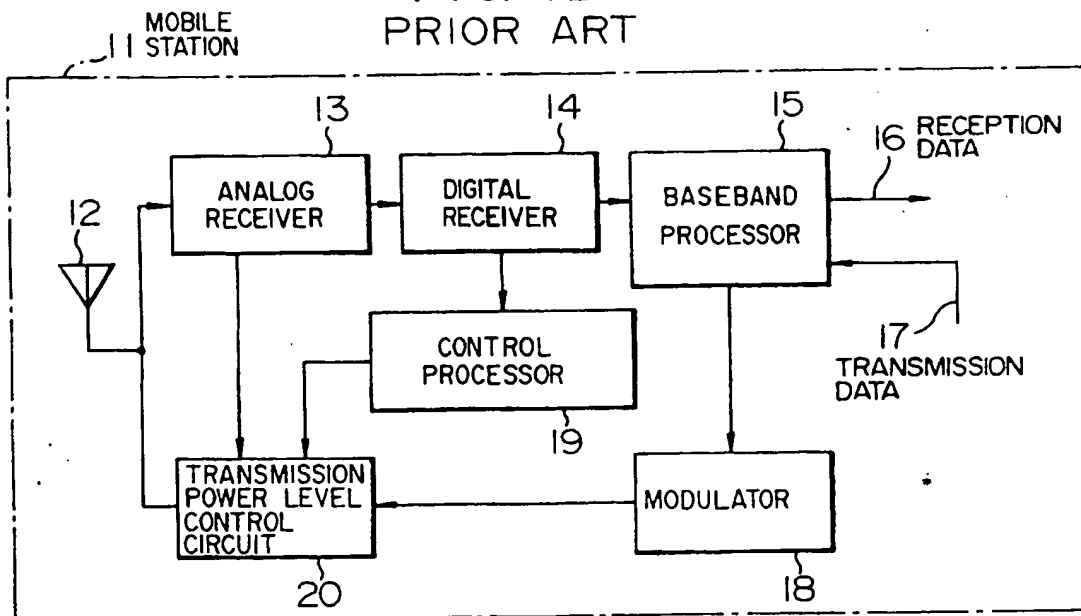 PRIOR ART
11 MOBILE
STATION
13
14
15
16 RECEPTION
DATA
ANALOG
RECEIVER
DIGITAL
RECEIVER
BASEBAND
PROCESSOR
12
17
TRANSMISSION
DATA
CONTROL
PROCESSOR
19
TRANSMISSION
POWER LEVEL
CONTROL
CIRCUIT
MODULATOR
20
18